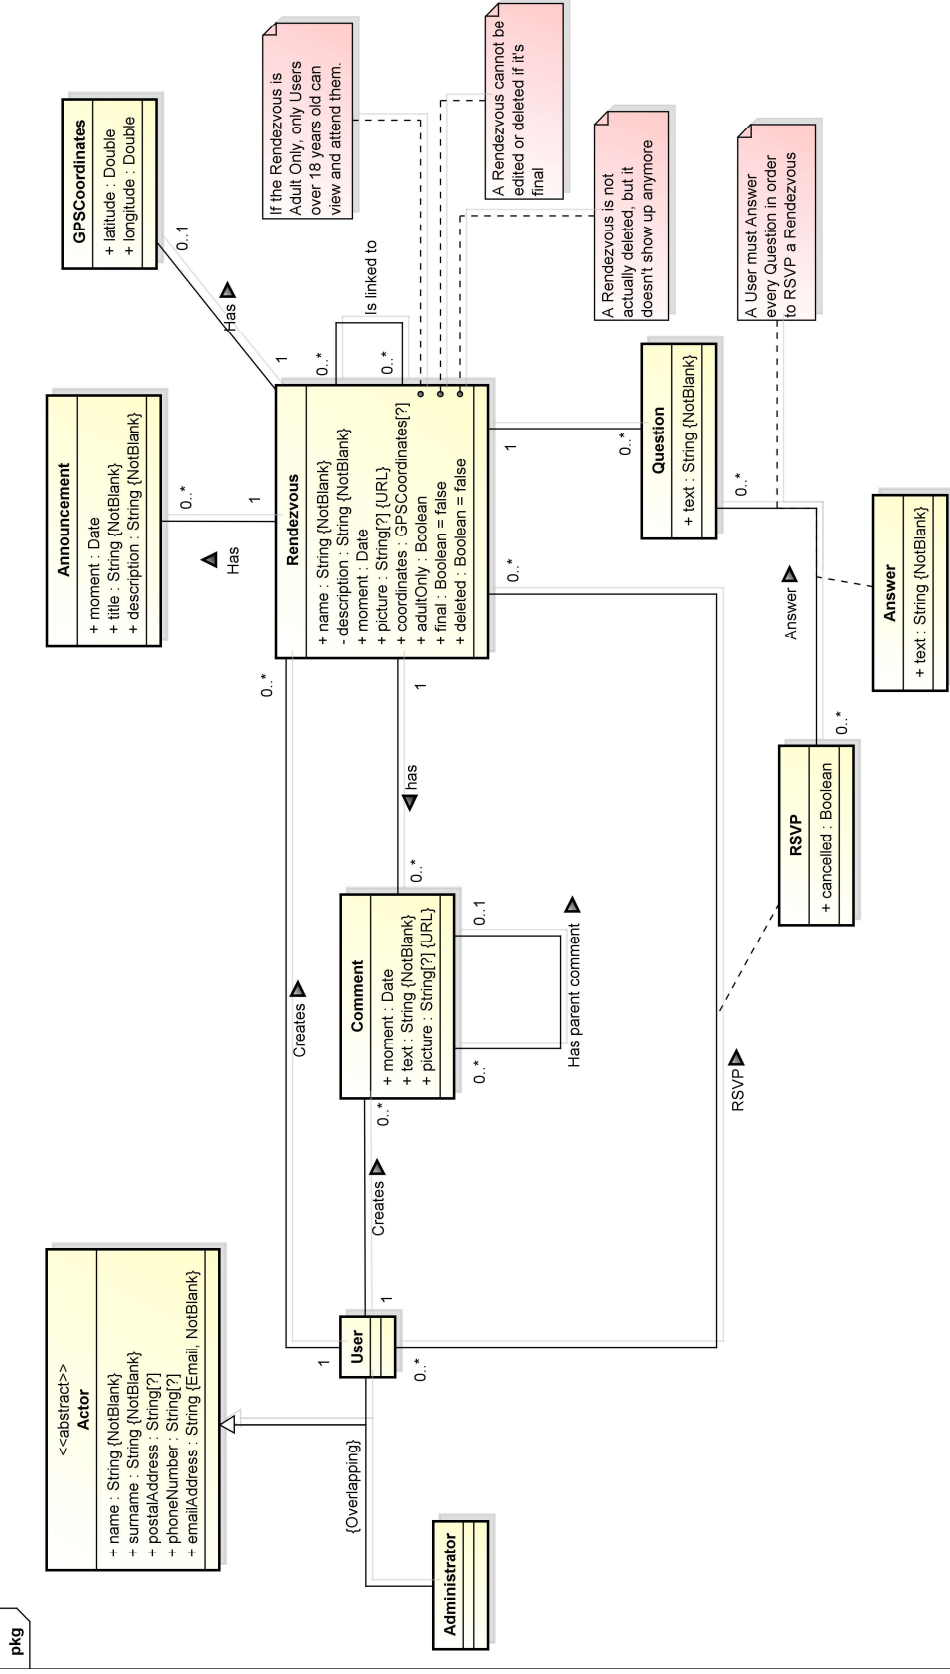 pkg
<<abstract>>
Actor
+ name : String {NotBlank}
+ surname : String {NotBlank}
+ postalAddress : String[?]
+ phoneNumber : String[?]
+ emailAddress : String {Email, NotBlank}
{Overlapping}
Administrator
User
1
1
0..*
Creates
0..*
Creates
0..*
RSVP
0..*
Comment
+ moment : Date
+ text : String {NotBlank}
+ picture : String[?] {URL}
0..*
0..1
Has parent comment
0..*
has
1
Announcement
+ moment : Date
+ title : String {NotBlank}
+ description : String {NotBlank}
0..*
Has
1
GPSCoordinates
+ latitude : Double
+ longitude : Double
0..1
Has
1
Rendezvous
+ name : String {NotBlank}
- description : String {NotBlank}
+ moment : Date
+ picture : String[?] {URL}
+ coordinates : GPSCoordinates[?]
+ adultOnly : Boolean
+ final : Boolean = false
+ deleted : Boolean = false
0..*
0..*
Is linked to
If the Rendezvous is
Adult Only, only Users
over 18 years old can
view and attend them.
A Rendezvous cannot be
edited or deleted if it's
final
A Rendezvous is not
actually deleted, but it
doesn't show up anymore
1
0..*
Question
+ text : String {NotBlank}
0..*
A User must Answer
every Question in order
to RSVP a Rendezvous
Answer
0..*
RSVP
+ cancelled : Boolean
Answer
+ text : String {NotBlank}